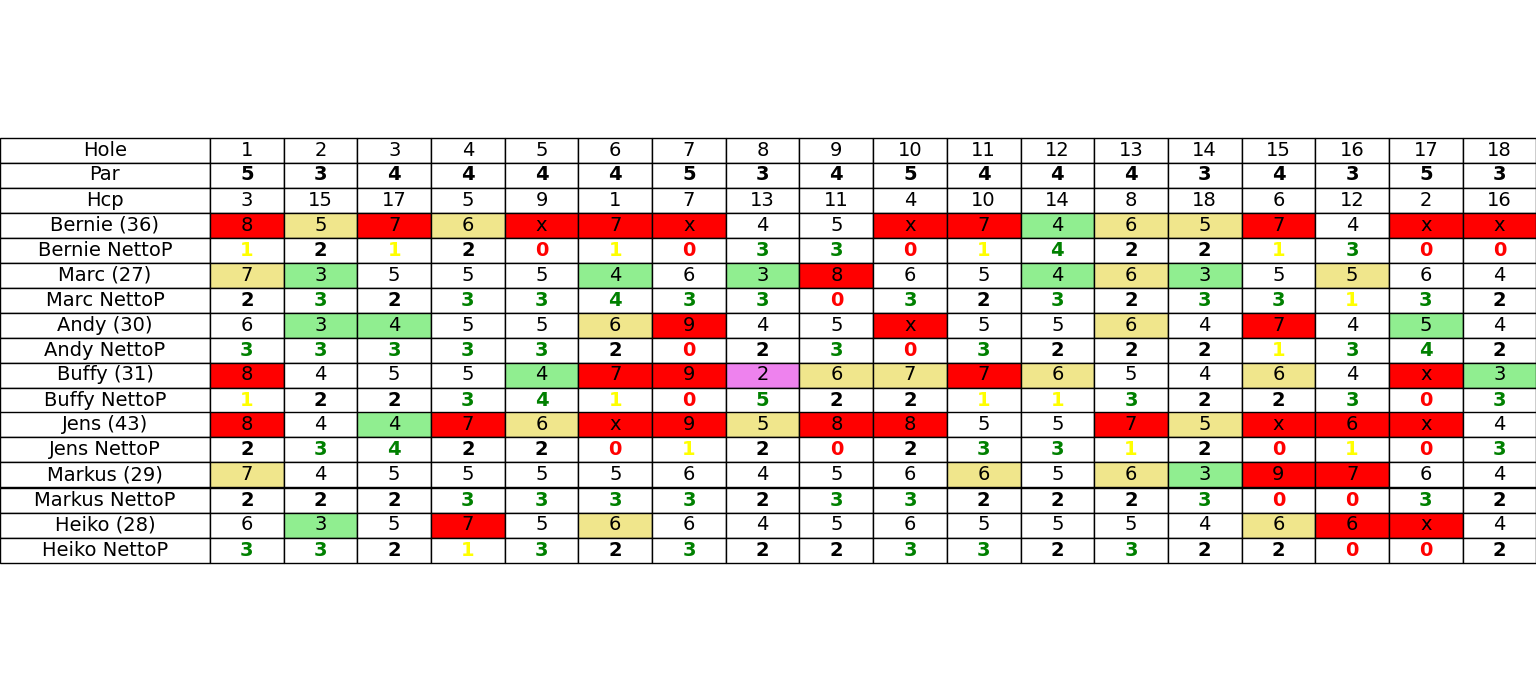 Hole 1 2 3 4 5 6 7 8 9 10 11 12 13 14 15 16 17 18
Par 5 3 4 4 4 4 5 3 4 5 4 4 4 3 4 3 5 3
Hcp 3 15 17 5 9 1 7 13 11 4 10 14 8 18 6 12 2 16
Bernie (36) 8 5 7 6 x 7 x 4 5 x 7 4 6 5 7 4 x x
Bernie NettoP 1 2 1 2 0 1 0 3 3 0 1 4 2 2 1 3 0 0
Marc (27) 7 3 5 5 5 4 6 3 8 6 5 4 6 3 5 5 6 4
Marc NettoP 2 3 2 3 3 4 3 3 0 3 2 3 2 3 3 1 3 2
Andy (30) 6 3 4 5 5 6 9 4 5 x 5 5 6 4 7 4 5 4
Andy NettoP 3 3 3 3 3 2 0 2 3 0 3 2 2 2 1 3 4 2
Buffy (31) 8 4 5 5 4 7 9 2 6 7 7 6 5 4 6 4 x 3
Buffy NettoP 1 2 2 3 4 1 0 5 2 2 1 1 3 2 2 3 0 3
Jens (43) 8 4 4 7 6 x 9 5 8 8 5 5 7 5 x 6 x 4
Jens NettoP 2 3 4 2 2 0 1 2 0 2 3 3 1 2 0 1 0 3
Markus (29) 7 4 5 5 5 5 6 4 5 6 6 5 6 3 9 7 6 4
Markus NettoP 2 2 2 3 3 3 3 2 3 3 2 2 2 3 0 0 3 2
Heiko (28) 6 3 5 7 5 6 6 4 5 6 5 5 5 4 6 6 x 4
Heiko NettoP 3 3 2 1 3 2 3 2 2 3 3 2 3 2 2 0 0 2